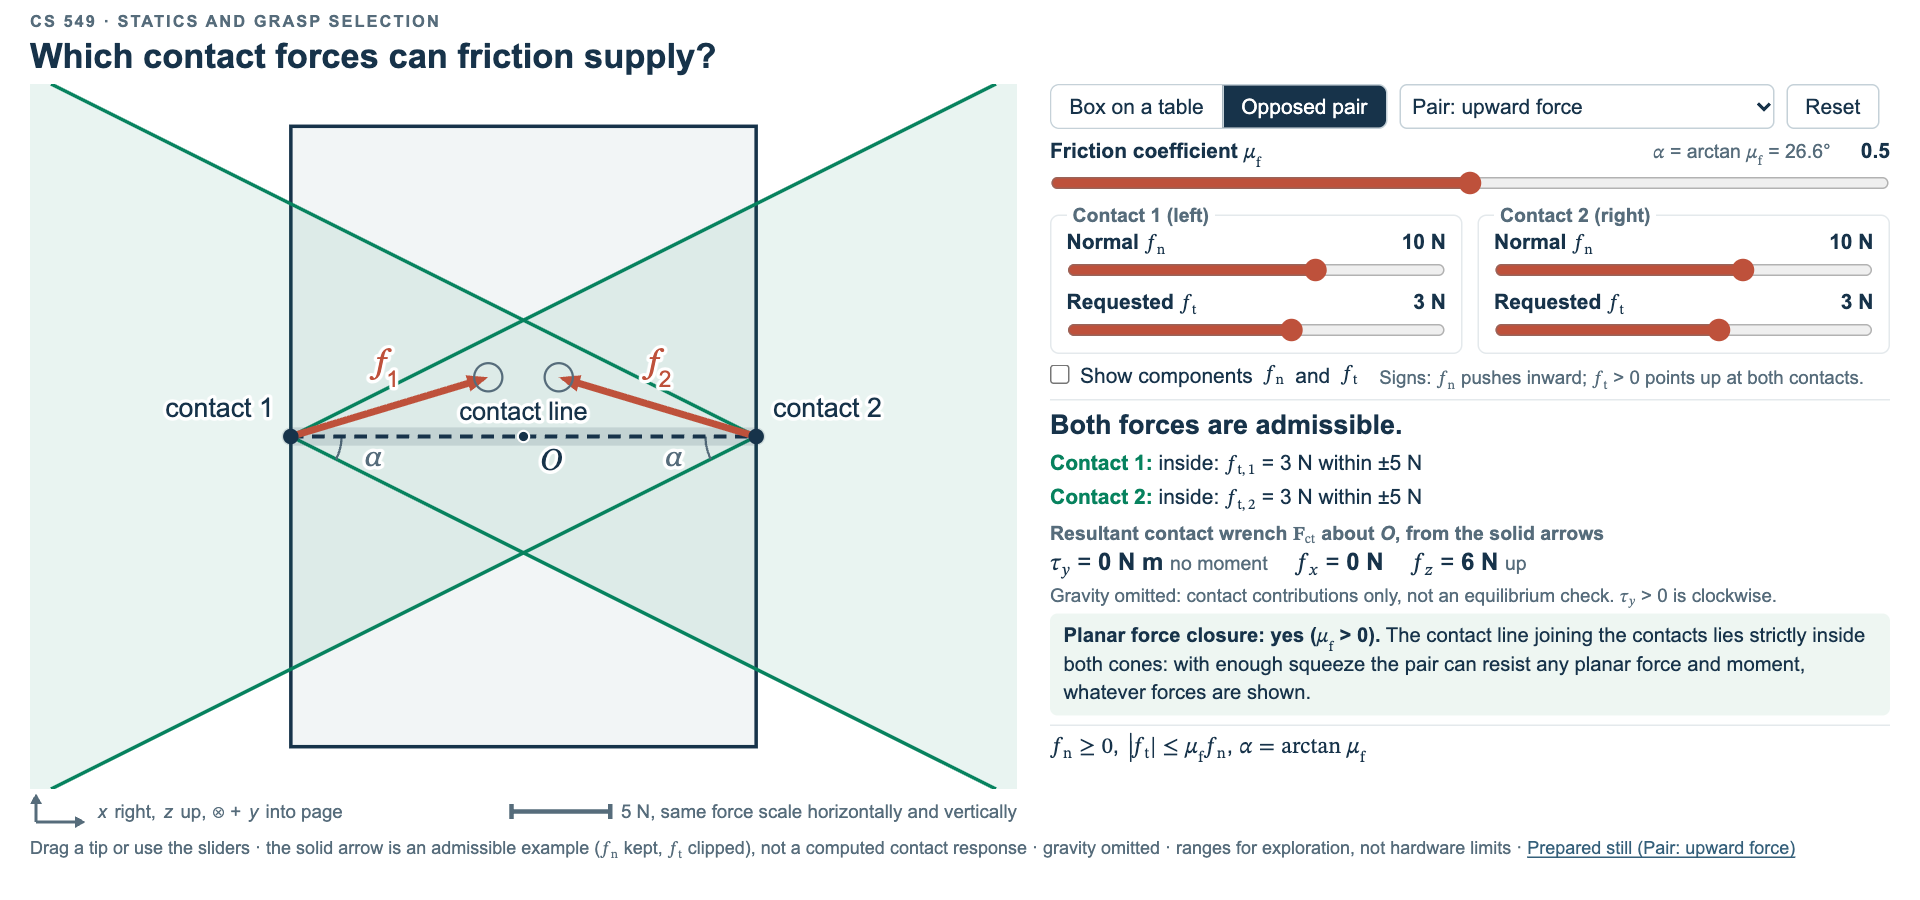 CS 549 · STATICS AND GRASP SELECTION
Which contact forces can friction supply?
Box on a table
Opposed pair
Pair: upward force
Reset
Friction coefficient μf
α = arctan μf = 26.6°
0.5
Contact 1 (left)
Normal fn 10 N
Requested ft 3 N
Contact 2 (right)
Normal fn 10 N
Requested ft 3 N
Show components fn and ft
Signs: fn pushes inward; ft > 0 points up at both contacts.
Both forces are admissible.
Contact 1: inside: ft,1 = 3 N within ±5 N
Contact 2: inside: ft,2 = 3 N within ±5 N
Resultant contact wrench Fct about O, from the solid arrows
τy = 0 N m no moment fx = 0 N fz = 6 N up
Gravity omitted: contact contributions only, not an equilibrium check. τy > 0 is clockwise.
Planar force closure: yes (μf > 0). The contact line joining the contacts lies strictly inside
both cones: with enough squeeze the pair can resist any planar force and moment,
whatever forces are shown.
fn ≥ 0, |ft| ≤ μffn, α = arctan μf
f1
f2
contact 1
contact line
contact 2
α
O
α
x right, z up, ⊗ + y into page
5 N, same force scale horizontally and vertically
Drag a tip or use the sliders · the solid arrow is an admissible example (fn kept, ft clipped), not a computed contact response · gravity omitted · ranges for exploration, not hardware limits · Prepared still (Pair: upward force)